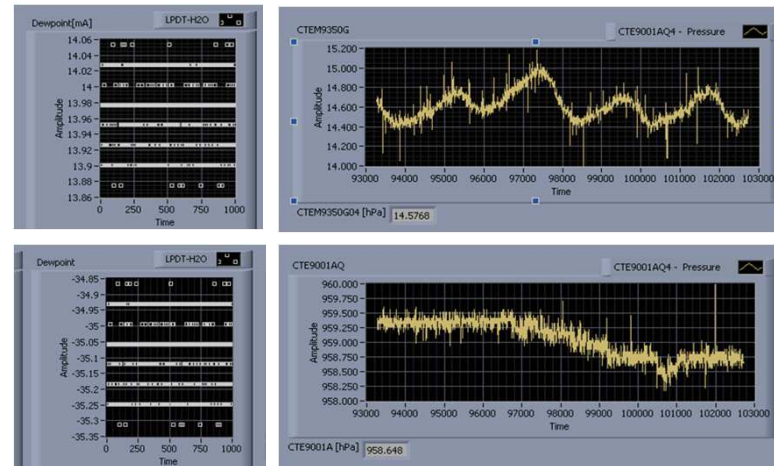 Dewpoint[mA]
LPDT-H2O
14.06
14.04
14.02
14
13.98
13.96
13.94
13.92
13.9
13.88
13.86
Amplitude
0 250 500 750 1000
Time
CTEM9350G
CTE9001AQ4 - Pressure
15.200
15.000
14.800
14.600
14.400
14.200
14.000
Amplitude
93000 94000 95000 96000 97000 98000 99000 100000 101000 102000 103000
Time
CTEM9350G04 [hPa] 14.5768
Dewpoint
LPDT-H2O
-34.85
-34.9
-34.95
-35
-35.05
-35.1
-35.15
-35.2
-35.25
-35.3
-35.35
Amplitude
0 250 500 750 1000
Time
CTE9001AQ
CTE9001AQ4 - Pressure
960.000
959.750
959.500
959.250
959.000
958.750
958.500
958.250
958.000
Amplitude
93000 94000 95000 96000 97000 98000 99000 100000 101000 102000 103000
Time
CTE9001A [hPa] 958.648